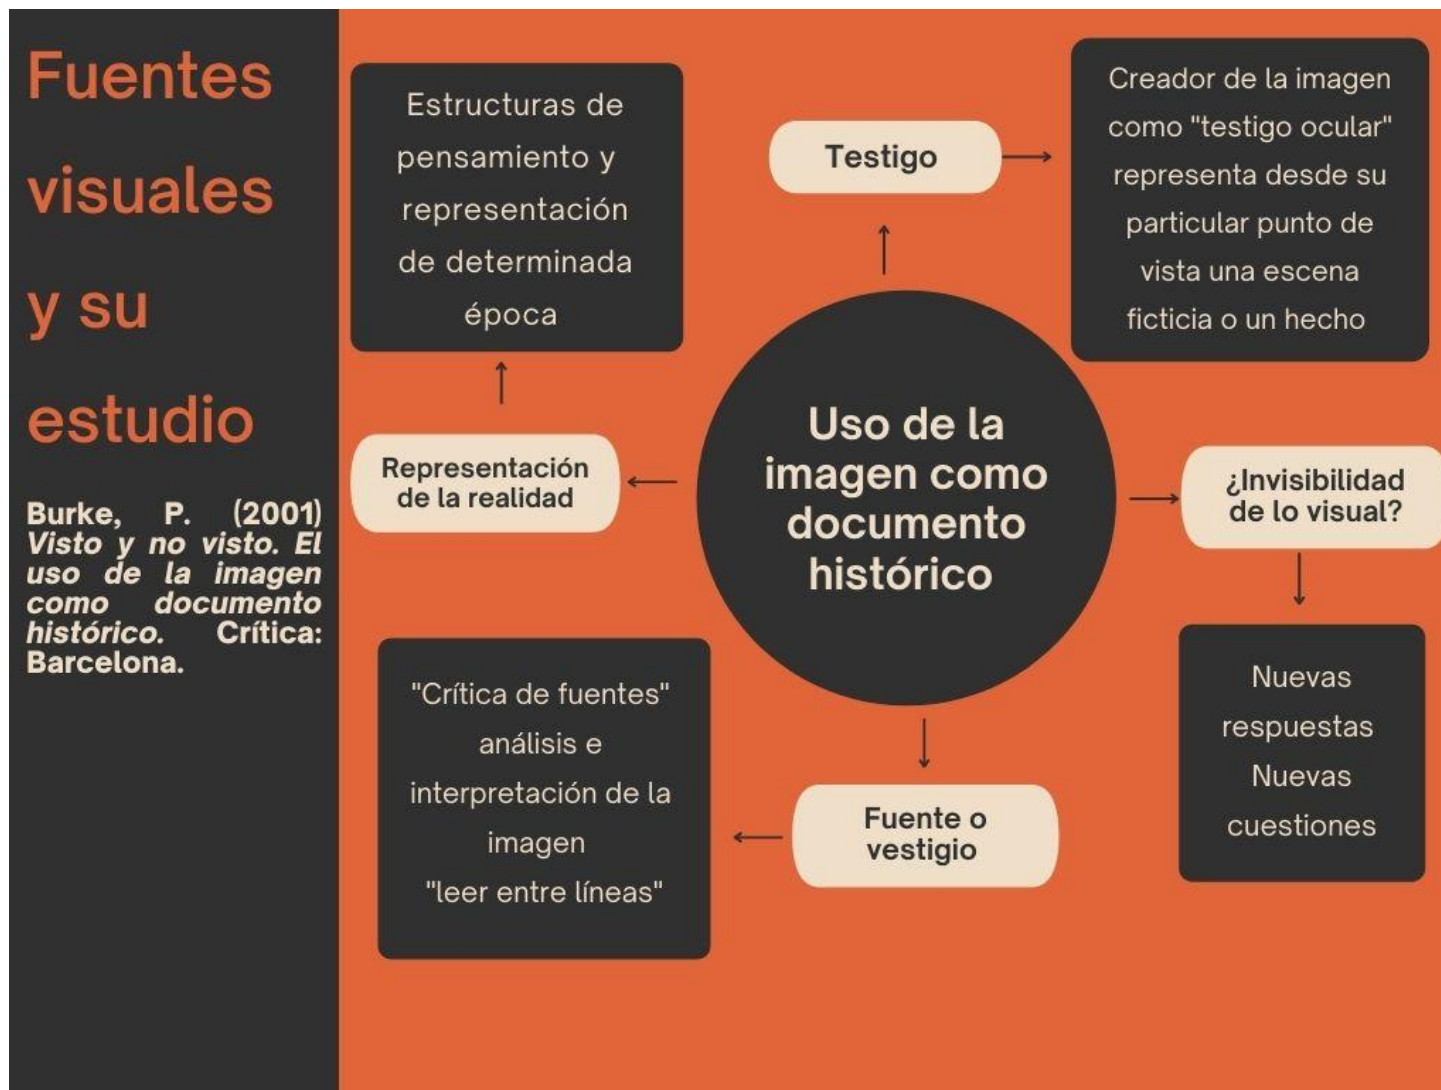 Fuentes
visuales
y su
estudio
Burke, P. (2001)
Visto y no visto. El
uso de la imagen
como documento
histórico. Crítica:
Barcelona.
Estructuras de
pensamiento y
representación
de determinada
época
Representación
de la realidad
Testigo
Creador de la imagen
como "testigo ocular"
representa desde su
particular punto de
vista una escena
ficticia o un hecho
Uso de la
imagen como
documento
histórico
¿Invisibilidad
de lo visual?
Nuevas
respuestas
Nuevas
cuestiones
Fuente o
vestigio
"Crítica de fuentes"
análisis e
interpretación de la
imagen
"leer entre líneas"